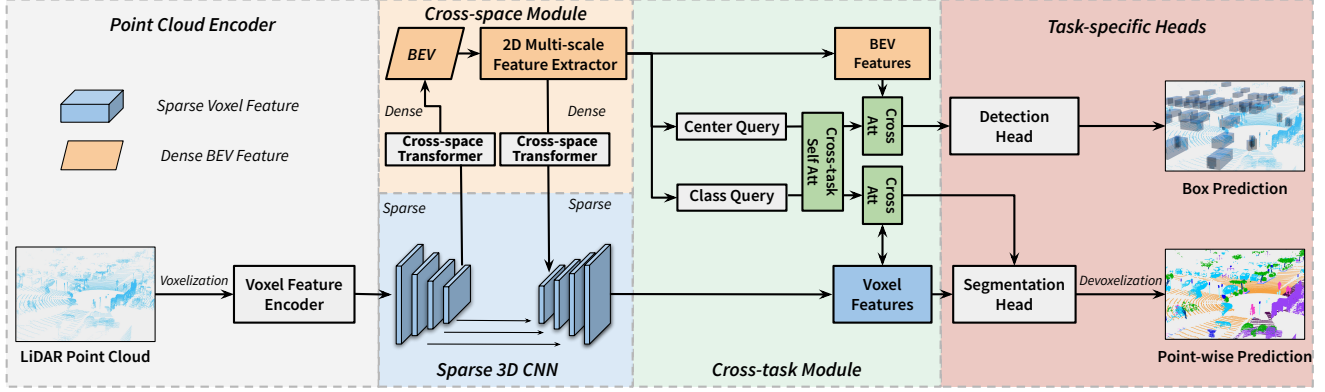 Point Cloud Encoder
Sparse Voxel Feature
Dense BEV Feature
LiDAR Point Cloud
Voxelization
Voxel Feature
Encoder
Cross-space Module
BEV
2D Multi-scale
Feature Extractor
Dense
Dense
Cross-space
Transformer
Cross-space
Transformer
Sparse
Sparse
Sparse 3D CNN
BEV
Features
Center Query
Class Query
Cross-task
Self Att
Cross
Att
Cross
Att
Voxel
Features
Cross-task Module
Task-specific Heads
Detection
Head
Box Prediction
Segmentation
Head
Devoxelization
Point-wise Prediction